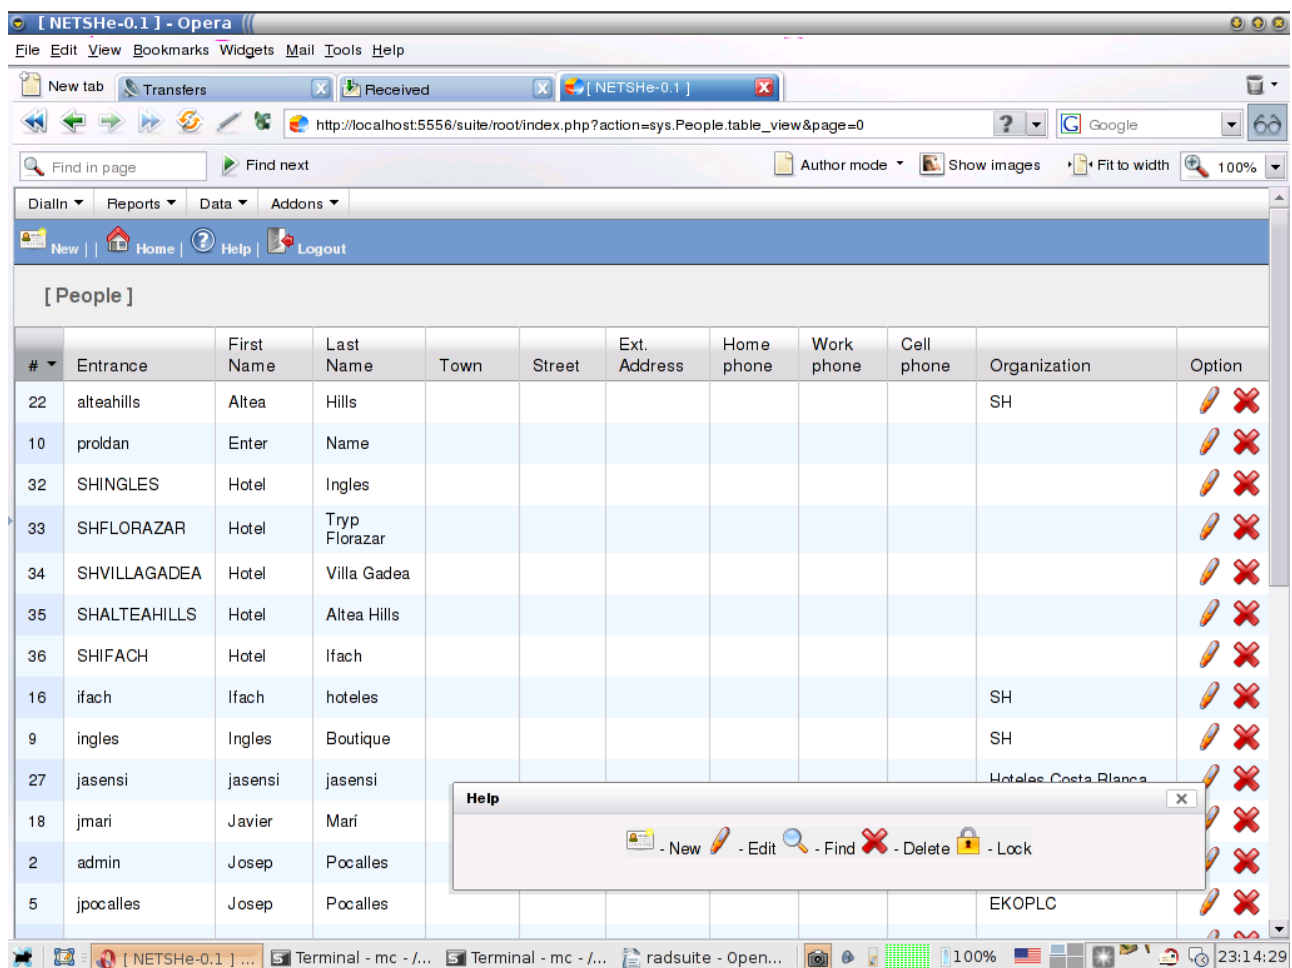 [ NETSHe-0.1 ] - Opera
File Edit View Bookmarks Widgets Mail Tools Help
New tab Transfers Received [ NETSHe-0.1 ]
http://localhost:5556/suite/root/index.php?action=sys.People.table_view&page=0 ? Google
Find in page Find next Author mode Show images Fit to width 100%
DialIn Reports Data Addons
New | | Home | Help | Logout
[ People ]
# Entrance First Name Last Name Town Street Ext. Address Home phone Work phone Cell phone Organization Option
22 alteahills Altea Hills SH
10 proldan Enter Name
32 SHINGLES Hotel Ingles
33 SHFLORAZAR Hotel Tryp Florazar
34 SHVILLAGADEA Hotel Villa Gadea
35 SHALTEAHILLS Hotel Altea Hills
36 SHIFACH Hotel Ifach
16 ifach Ifach hoteles SH
9 ingles Ingles Boutique SH
27 jasensi jasensi jasensi Hoteles Costa Blanca
Help
18 jmari Javier Marí
- New - Edit - Find - Delete - Lock
2 admin Josep Pocalles
5 jpocalles Josep Pocalles EKOPLC
[ NETSHe-0.1 ] ... Terminal - mc - /... Terminal - mc - /... radsuite - Open... 100% 23:14:29